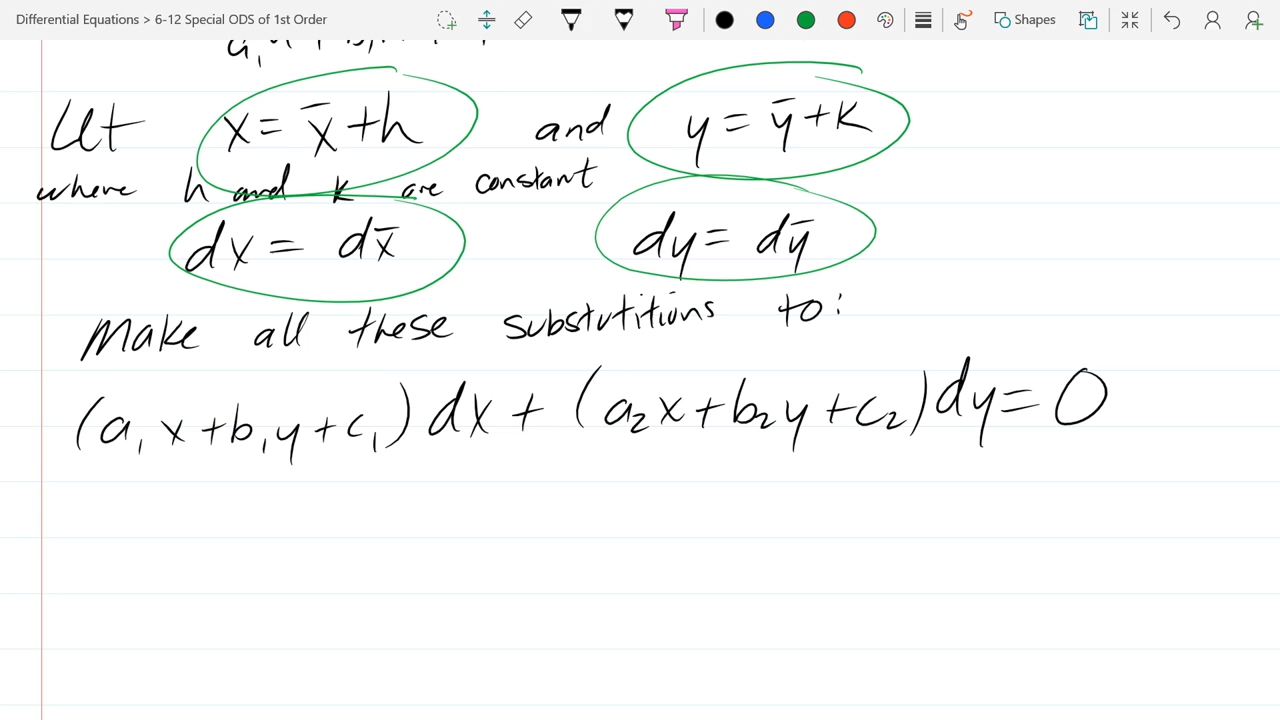 Differential Equations > 6-12 Special ODS of 1st Order
Shapes
Let x = x̄ + h and y = ȳ + k
where h and k are constant
dx = dx̄ dy = dȳ
Make all these substutitions to:
(a₁x + b₁y + c₁) dx + (a₂x + b₂y + c₂) dy = 0